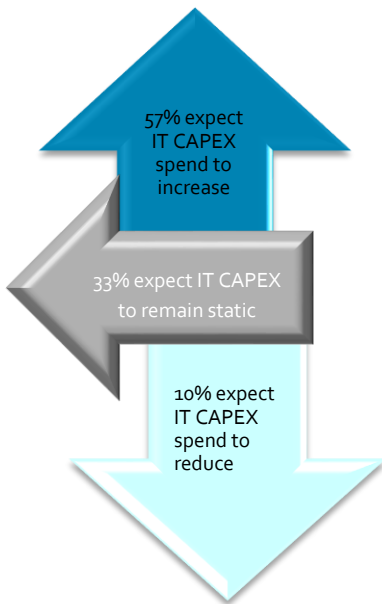 57% expect
IT CAPEX
spend to
increase
33% expect IT CAPEX
to remain static
10% expect
IT CAPEX
spend to
reduce